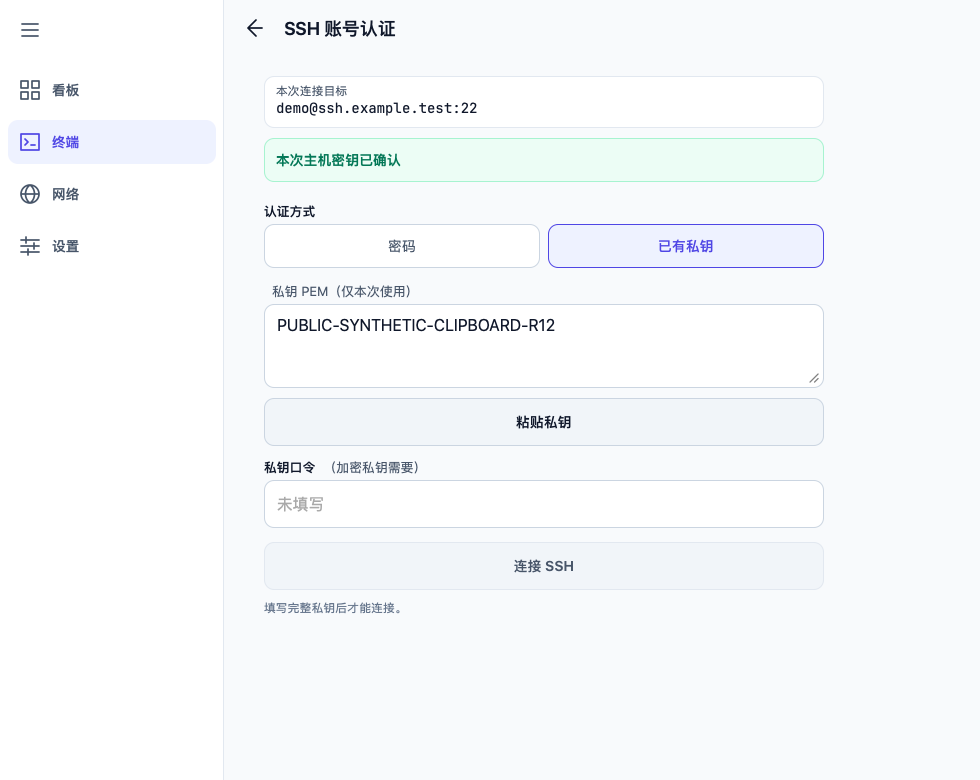 SSH 账号认证
看板
终端
网络
设置
本次连接目标
demo@ssh.example.test:22
本次主机密钥已确认
认证方式
密码
已有私钥
私钥 PEM（仅本次使用）
PUBLIC-SYNTHETIC-CLIPBOARD-R12
粘贴私钥
私钥口令 （加密私钥需要）
未填写
连接 SSH
填写完整私钥后才能连接。